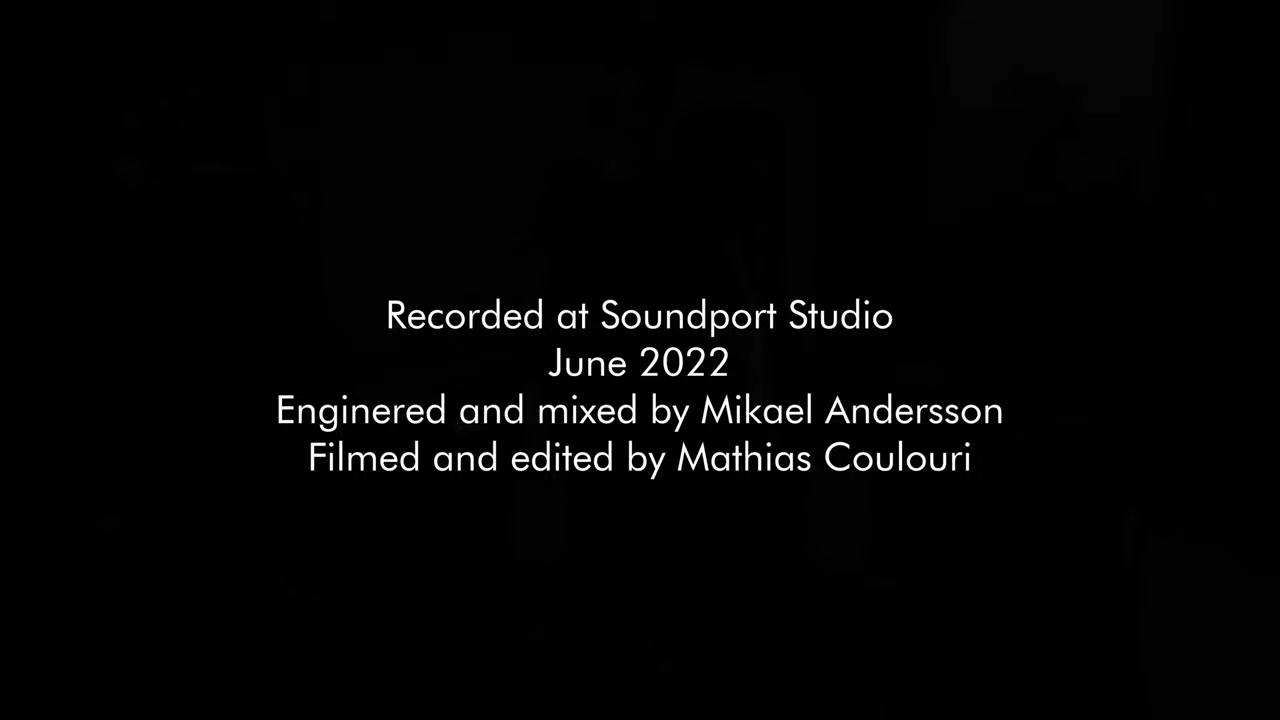 Recorded at Soundport Studio
June 2022
Enginered and mixed by Mikael Andersson
Filmed and edited by Mathias Coulouri